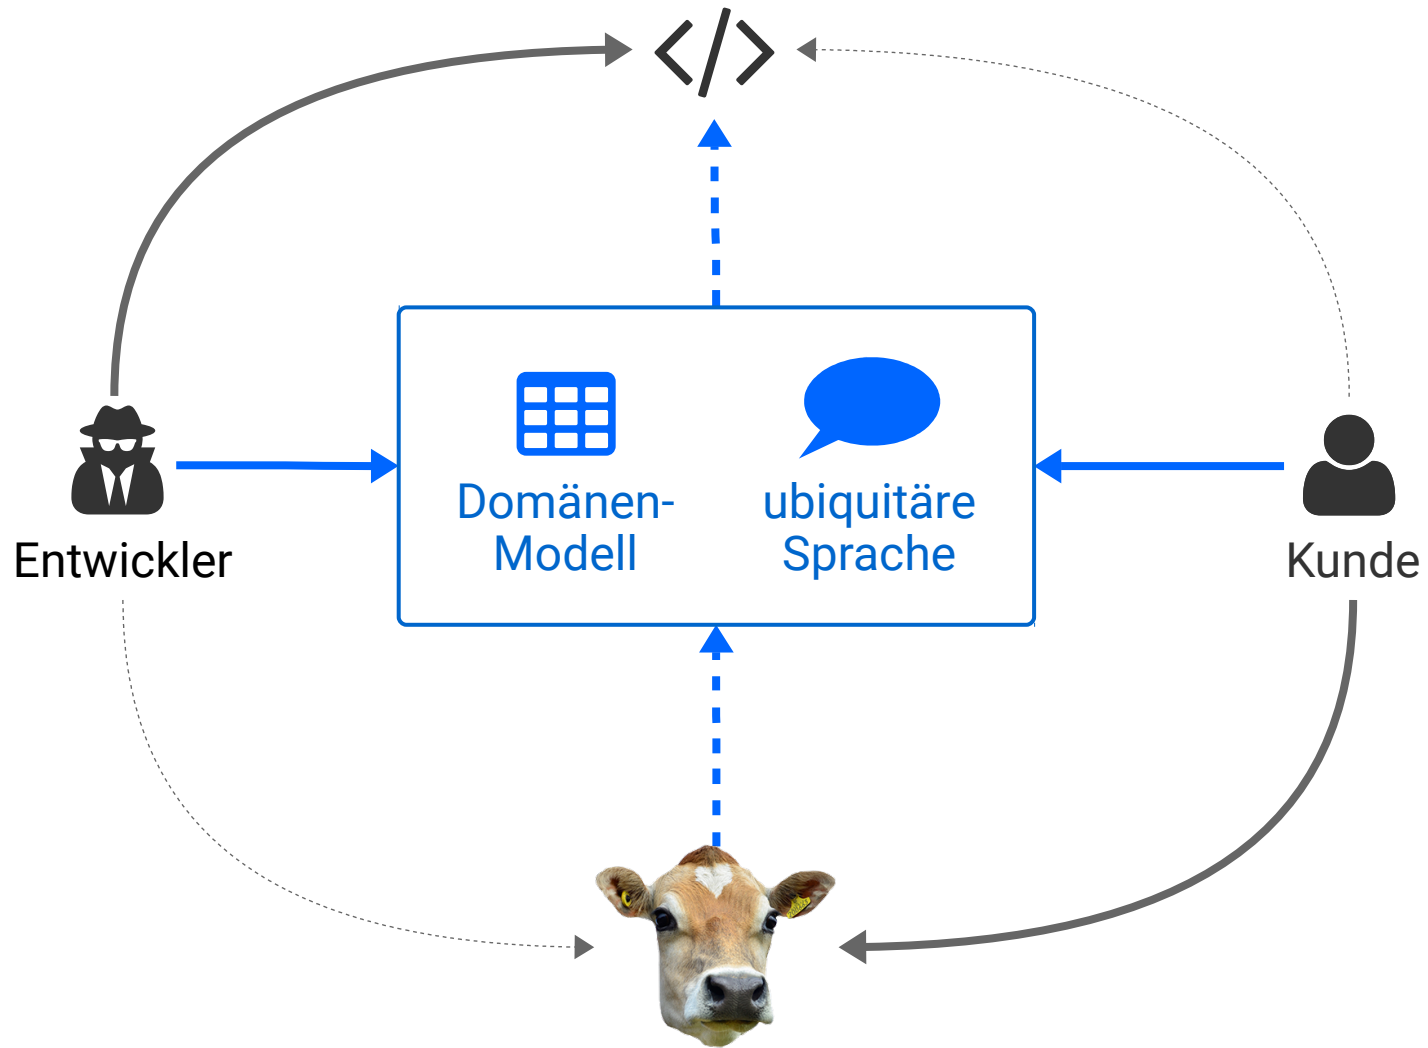 Domänen-
Modell
ubiquitäre
Sprache
Entwickler
Kunde